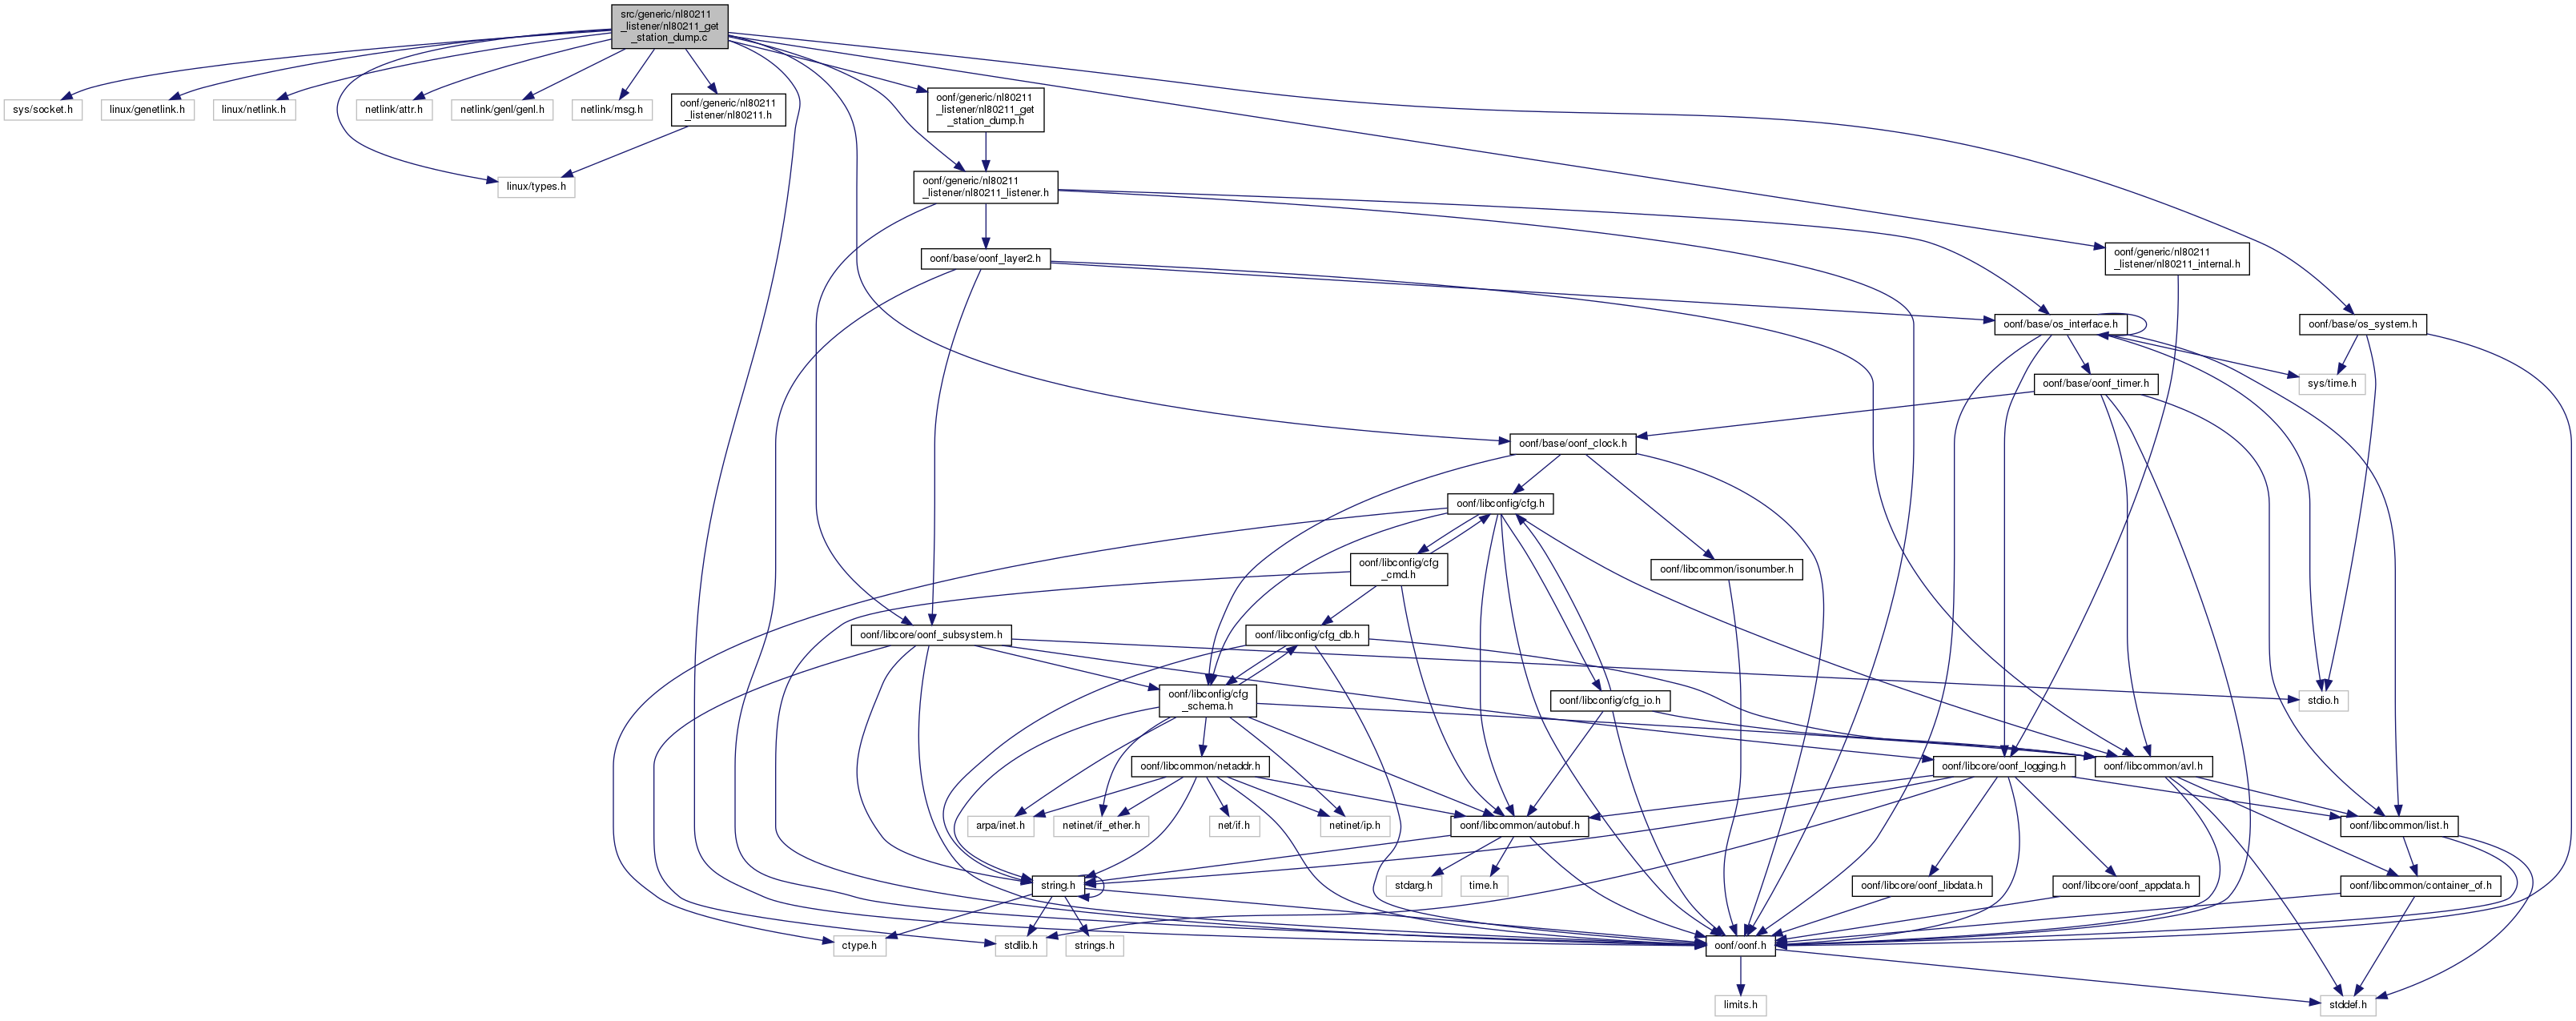 src/generic/nl80211
_listener/nl80211_get
_station_dump.c
sys/socket.h
linux/genetlink.h
linux/netlink.h
netlink/attr.h
netlink/genl/genl.h
netlink/msg.h
oonf/generic/nl80211
_listener/nl80211.h
oonf/generic/nl80211
_listener/nl80211_get
_station_dump.h
linux/types.h
oonf/generic/nl80211
_listener/nl80211_listener.h
oonf/base/oonf_layer2.h
oonf/generic/nl80211
_listener/nl80211_internal.h
oonf/base/os_interface.h
oonf/base/os_system.h
oonf/base/oonf_timer.h
sys/time.h
oonf/base/oonf_clock.h
oonf/libconfig/cfg.h
oonf/libconfig/cfg
_cmd.h
oonf/libcommon/isonumber.h
oonf/libcore/oonf_subsystem.h
oonf/libconfig/cfg_db.h
oonf/libconfig/cfg
_schema.h
oonf/libconfig/cfg_io.h
stdio.h
oonf/libcommon/netaddr.h
oonf/libcore/oonf_logging.h
oonf/libcommon/avl.h
arpa/inet.h
netinet/if_ether.h
net/if.h
netinet/ip.h
oonf/libcommon/autobuf.h
oonf/libcommon/list.h
string.h
stdarg.h
time.h
oonf/libcore/oonf_libdata.h
oonf/libcore/oonf_appdata.h
oonf/libcommon/container_of.h
ctype.h
stdlib.h
strings.h
oonf/oonf.h
limits.h
stddef.h